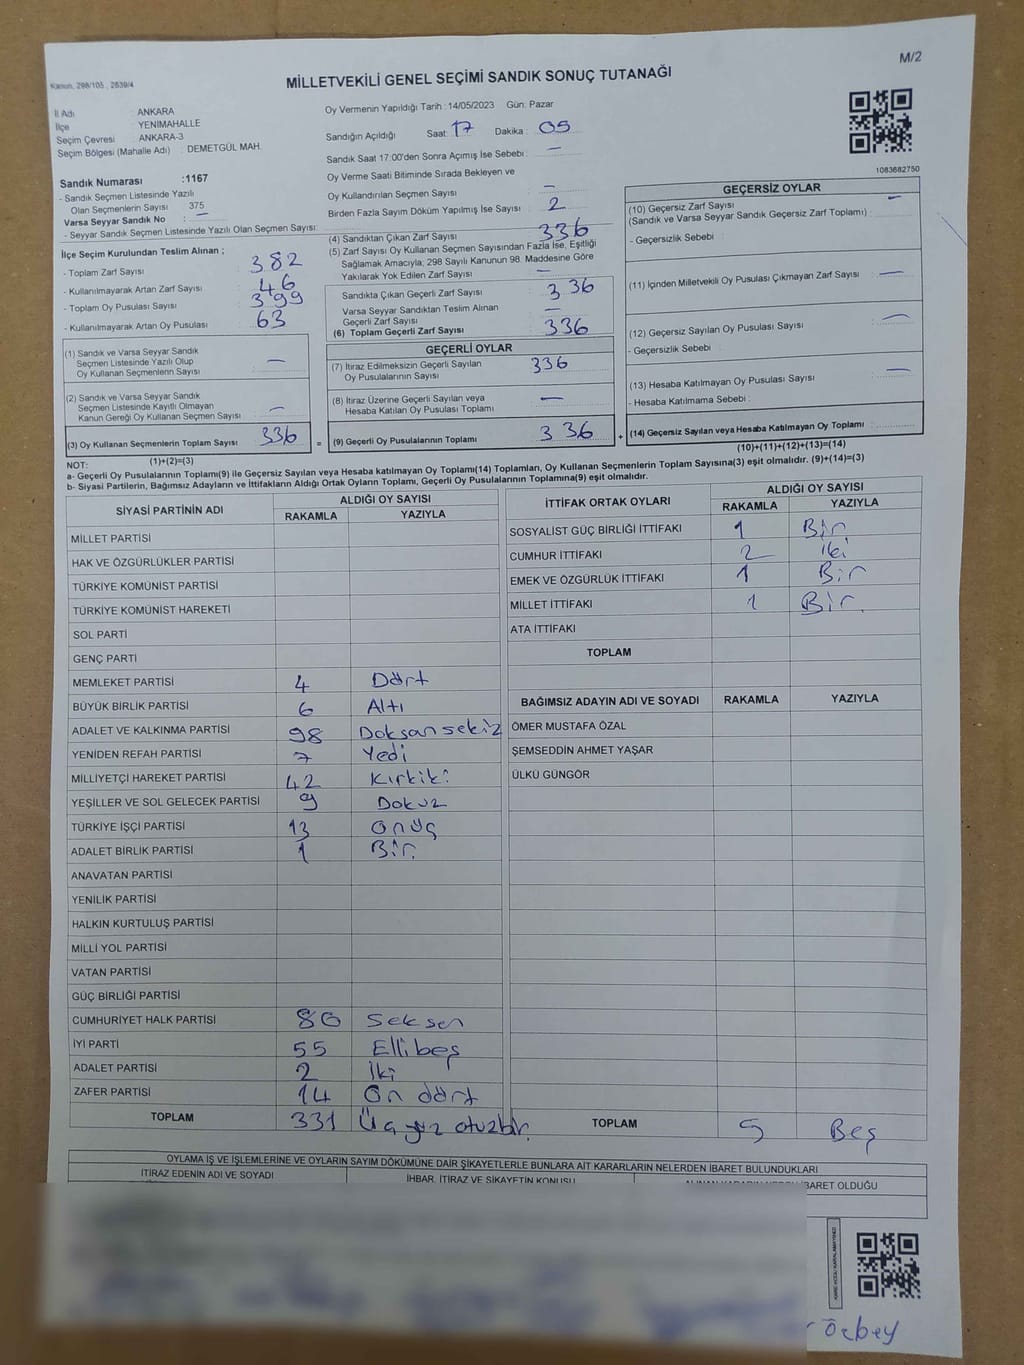 M/2
Kanun, 298/105 , 2839/4
MİLLETVEKİLİ GENEL SEÇİMİ SANDIK SONUÇ TUTANAĞI
İl Adı : ANKARA
İlçe : YENİMAHALLE
Seçim Çevresi : ANKARA-3
Seçim Bölgesi (Mahalle Adı) : DEMETGÜL MAH.
Sandık Numarası :1167
- Sandık Seçmen Listesinde Yazılı
Olan Seçmenlerin Sayısı : 375
Varsa Seyyar Sandık No : —
- Seyyar Sandık Seçmen Listesinde Yazılı Olan Seçmen Sayısı:
İlçe Seçim Kurulundan Teslim Alınan ;
- Toplam Zarf Sayısı : 382
- Kullanılmayarak Artan Zarf Sayısı : 46
- Toplam Oy Pusulası Sayısı : 399
- Kullanılmayarak Artan Oy Pusulası : 63
(1) Sandık ve Varsa Seyyar Sandık
Seçmen Listesinde Yazılı Olup
Oy Kullanan Seçmenlerin Sayısı : —
(2) Sandık ve Varsa Seyyar Sandık
Seçmen Listesinde Kayıtlı Olmayan
Kanun Gereği Oy Kullanan Seçmen Sayısı : —
(3) Oy Kullanan Seçmenlerin Toplam Sayısı : 336
(1)+(2)=(3)
Oy Vermenin Yapıldığı Tarih : 14/05/2023 Gün: Pazar
Sandığın Açıldığı Saat: 17 Dakika : 05
Sandık Saat 17:00'den Sonra Açımış İse Sebebi : —
Oy Verme Saati Bitiminde Sırada Bekleyen ve
Oy Kullandırılan Seçmen Sayısı : —
Birden Fazla Sayım Döküm Yapılmış İse Sayısı : 2
(4) Sandıktan Çıkan Zarf Sayısı : 336
(5) Zarf Sayısı Oy Kullanan Seçmen Sayısından Fazla İse, Eşitliği
Sağlamak Amacıyla; 298 Sayılı Kanunun 98. Maddesine Göre
Yakılarak Yok Edilen Zarf Sayısı : —
Sandıkta Çıkan Geçerli Zarf Sayısı : 336
Varsa Seyyar Sandıktan Teslim Alınan
Geçerli Zarf Sayısı : —
(6) Toplam Geçerli Zarf Sayısı : 336
GEÇERLİ OYLAR
(7) İtiraz Edilmeksizin Geçerli Sayılan
Oy Pusulalarının Sayısı : 336
(8) İtiraz Üzerine Geçerli Sayılan veya
Hesaba Katılan Oy Pusulası Toplamı : —
= (9) Geçerli Oy Pusulalarının Toplamı : 336 +
1083682750
GEÇERSİZ OYLAR
(10) Geçersiz Zarf Sayısı : —
(Sandık ve Varsa Seyyar Sandık Geçersiz Zarf Toplamı)
- Geçersizlik Sebebi :
(11) İçinden Milletvekili Oy Pusulası Çıkmayan Zarf Sayısı : —
(12) Geçersiz Sayılan Oy Pusulası Sayısı : —
- Geçersizlik Sebebi :
(13) Hesaba Katılmayan Oy Pusulası Sayısı : —
- Hesaba Katılmama Sebebi :
(14) Geçersiz Sayılan veya Hesaba Katılmayan Oy Toplamı :
(10)+(11)+(12)+(13)=(14)
NOT:
a- Geçerli Oy Pusulalarının Toplamı(9) ile Geçersiz Sayılan veya Hesaba katılmayan Oy Toplamı(14) Toplamları, Oy Kullanan Seçmenlerin Toplam Sayısına(3) eşit olmalıdır. (9)+(14)=(3)
b- Siyasi Partilerin, Bağımsız Adayların ve İttifakların Aldığı Ortak Oyların Toplamı, Geçerli Oy Pusulalarının Toplamına(9) eşit olmalıdır.
SİYASİ PARTİNİN ADI ALDIĞI OY SAYISI
RAKAMLA YAZIYLA
MİLLET PARTİSİ
HAK VE ÖZGÜRLÜKLER PARTİSİ
TÜRKİYE KOMÜNİST PARTİSİ
TÜRKİYE KOMÜNİST HAREKETİ
SOL PARTİ
GENÇ PARTİ
MEMLEKET PARTİSİ 4 Dört
BÜYÜK BİRLİK PARTİSİ 6 Altı
ADALET VE KALKINMA PARTİSİ 98 Doksan sekiz
YENİDEN REFAH PARTİSİ 7 Yedi
MİLLİYETÇİ HAREKET PARTİSİ 42 Kırkiki
YEŞİLLER VE SOL GELECEK PARTİSİ 9 Dokuz
TÜRKİYE İŞÇİ PARTİSİ 13 Onüç
ADALET BİRLİK PARTİSİ 1 Bir.
ANAVATAN PARTİSİ
YENİLİK PARTİSİ
HALKIN KURTULUŞ PARTİSİ
MİLLİ YOL PARTİSİ
VATAN PARTİSİ
GÜÇ BİRLİĞİ PARTİSİ
CUMHURİYET HALK PARTİSİ 80 Seksen
İYİ PARTİ 55 Ellibeş
ADALET PARTİSİ 2 İki
ZAFER PARTİSİ 14 On dört
TOPLAM 331 Üçyüz otuzbir.
İTTİFAK ORTAK OYLARI ALDIĞI OY SAYISI
RAKAMLA YAZIYLA
SOSYALİST GÜÇ BİRLİĞİ İTTİFAKI 1 Bir
CUMHUR İTTİFAKI 2 iki
EMEK VE ÖZGÜRLÜK İTTİFAKI 1 Bir
MİLLET İTTİFAKI 1 Bir.
ATA İTTİFAKI
TOPLAM
BAĞIMSIZ ADAYIN ADI VE SOYADI RAKAMLA YAZIYLA
ÖMER MUSTAFA ÖZAL
ŞEMSEDDİN AHMET YAŞAR
ÜLKÜ GÜNGÖR
TOPLAM 5 Beş
OYLAMA İŞ VE İŞLEMLERİNE VE OYLARIN SAYIM DÖKÜMÜNE DAİR ŞİKAYETLERLE BUNLARA AİT KARARLARIN NELERDEN İBARET BULUNDUKLARI
İTİRAZ EDENİN ADI VE SOYADI
İHBAR, İTİRAZ VE ŞİKAYETİN KONUSU
İBARET OLDUĞU
Özbey